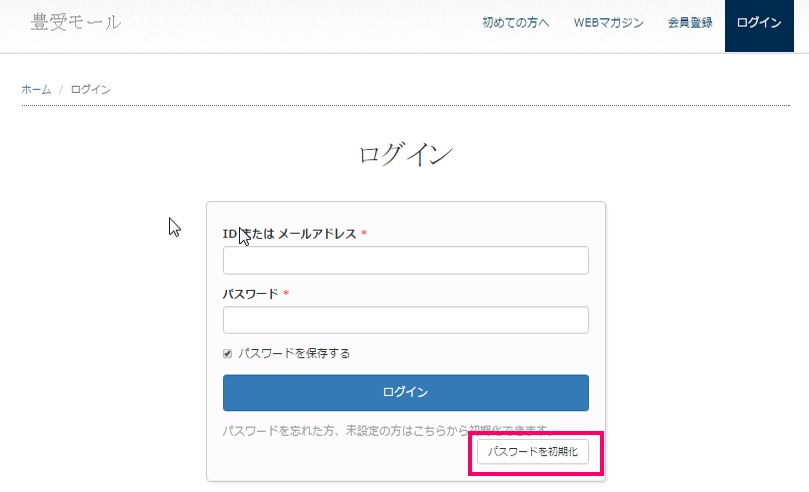 豊受モール
初めての方へ WEBマガジン 会員登録 ログイン
ホーム / ログイン
ログイン
ID または メールアドレス *
パスワード *
パスワードを保存する
ログイン
パスワードを忘れた方、未設定の方はこちらから初期化できます。
パスワードを初期化